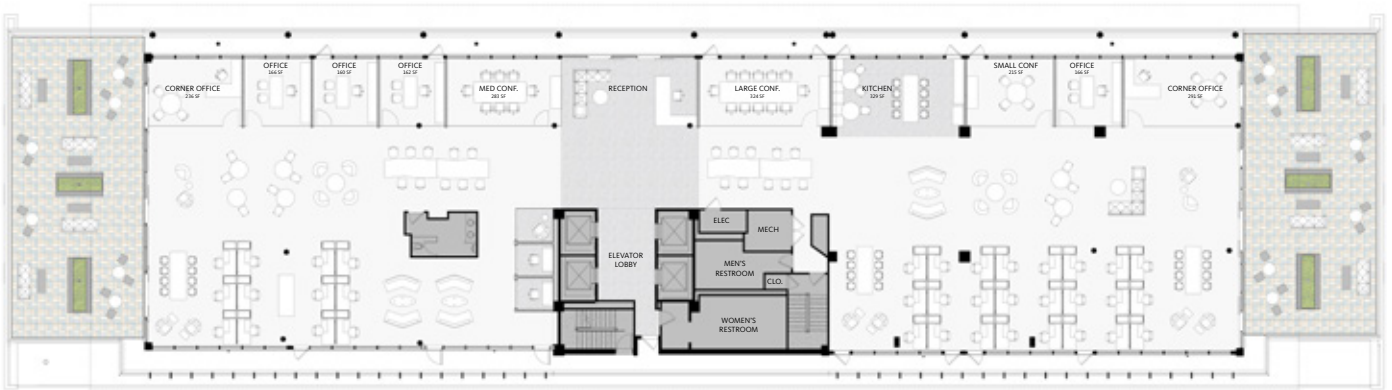 CORNER OFFICE
236 SF
OFFICE
166 SF
OFFICE
160 SF
OFFICE
162 SF
MED CONF.
283 SF
RECEPTION
LARGE CONF.
324 SF
KITCHEN
329 SF
SMALL CONF
215 SF
OFFICE
166 SF
CORNER OFFICE
291 SF
ELEC
MECH
ELEVATOR
LOBBY
MEN'S
RESTROOM
CLO.
WOMEN'S
RESTROOM